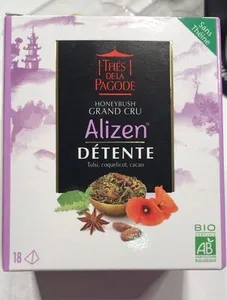 Sans
Théine
THÉS
DE LA
PAGODE
HONEYBUSH
GRAND CRU
Alizen
DÉTENTE
Tulsi, coquelicot, cacao
18
BIO
AB